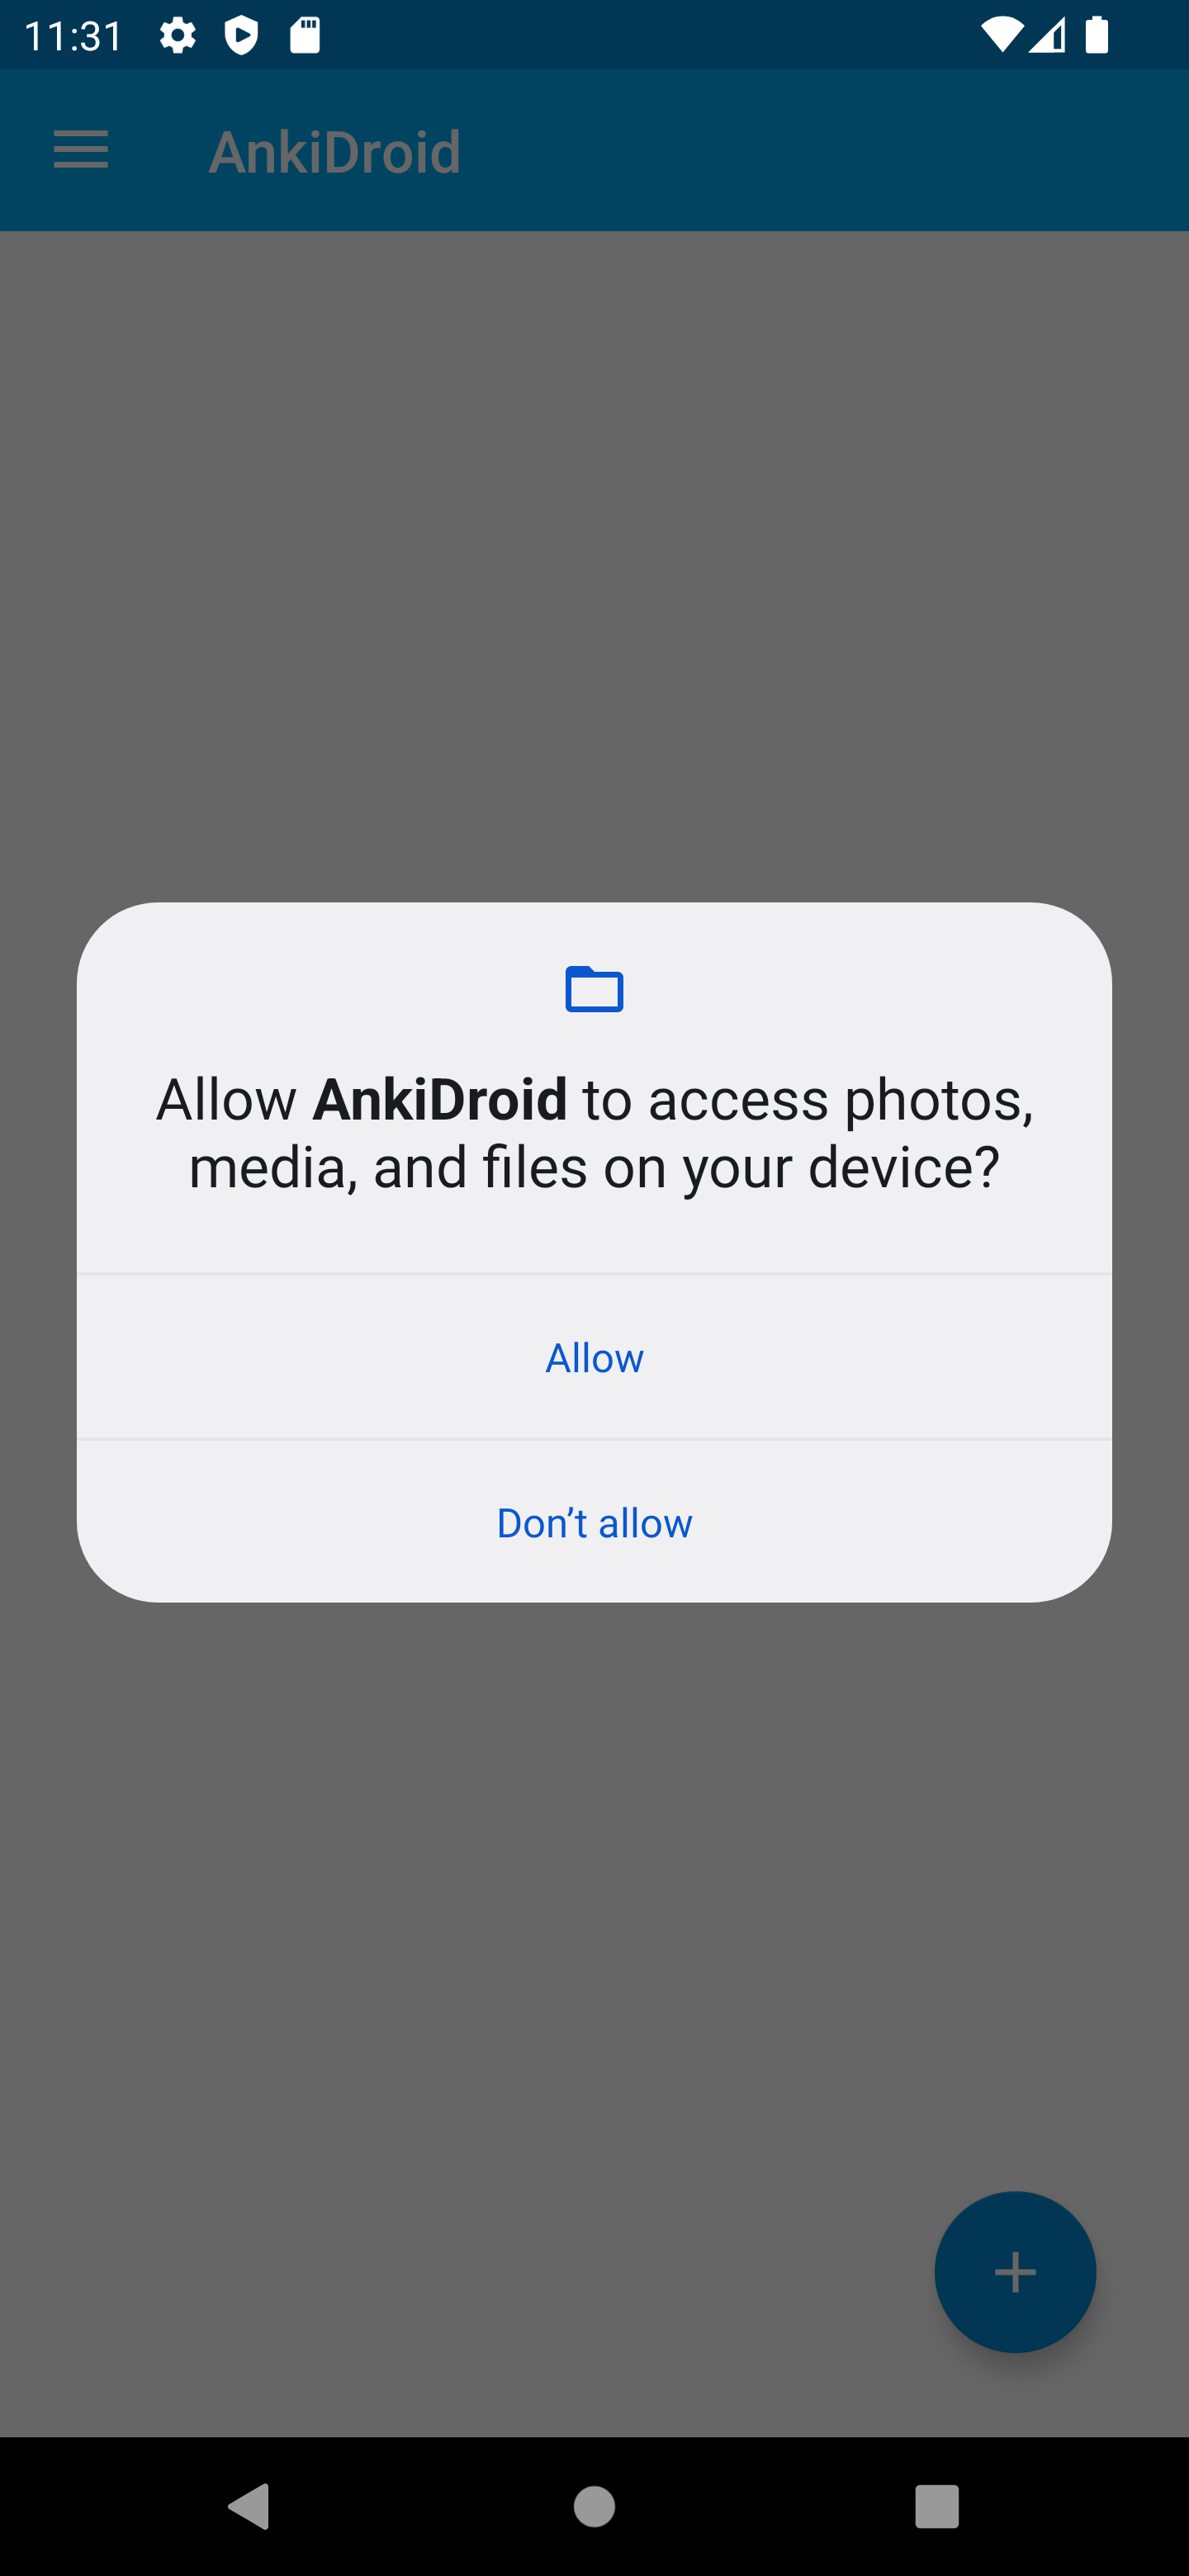 11:31
AnkiDroid
Allow AnkiDroid to access photos,
media, and files on your device?
Allow
Don’t allow